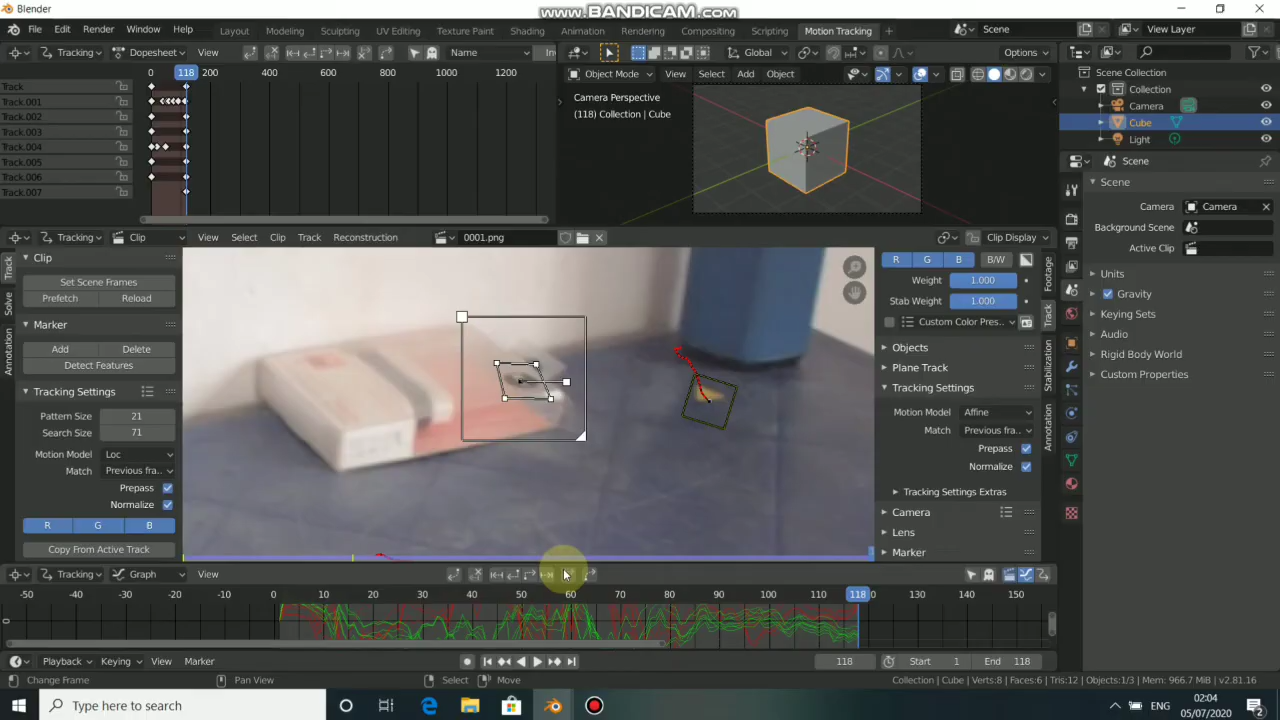 Blender
www.BANDICAM.com
File Edit Render Window Help Layout Modeling Sculpting UV Editing Texture Paint Shading Animation Rendering Compositing Scripting Motion Tracking + Scene View Layer
Tracking Dopesheet View Name In Global Options
0 118 200 400 600 800 1000 1200
Object Mode View Select Add Object
Scene Collection
Track
Collection
Track.001
Camera Perspective
Camera
Track.002
(118) Collection | Cube
Cube
Track.003
Light
Track.004
Track.005
Scene
Track.006
Scene
Track.007
Camera Camera
Background Scene
Tracking Clip View Select Clip Track Reconstruction 0001.png Clip Display
Active Clip
Track
Clip
R G B B/W
Footage
Units
Set Scene Frames
Weight 1.000
Gravity
Prefetch Reload
Stab Weight 1.000
Keying Sets
Solve
Marker
Custom Color Pres..
Track
Audio
Add Delete
Objects
Rigid Body World
Annotation
Detect Features
Plane Track
Stabilization
Custom Properties
Tracking Settings
Tracking Settings
Pattern Size 21
Motion Model Affine
Search Size 71
Match Previous fra..
Annotation
Motion Model Loc
Prepass
Match Previous fra..
Normalize
Prepass
Tracking Settings Extras
Normalize
Camera
R G B
Lens
Copy From Active Track
Marker
Tracking Graph View
-50 -40 -30 -20 -10 0 10 20 30 40 50 60 70 80 90 100 118 130 140 150
Playback Keying View Marker 118 Start 1 End 118
Change Frame Pan View Select Move Collection | Cube | Verts:8 | Faces:6 | Tris:12 | Objects:1/3 | Mem: 966.7 MiB | v2.81.16
Type here to search
ENG
02:04
05/07/2020
2